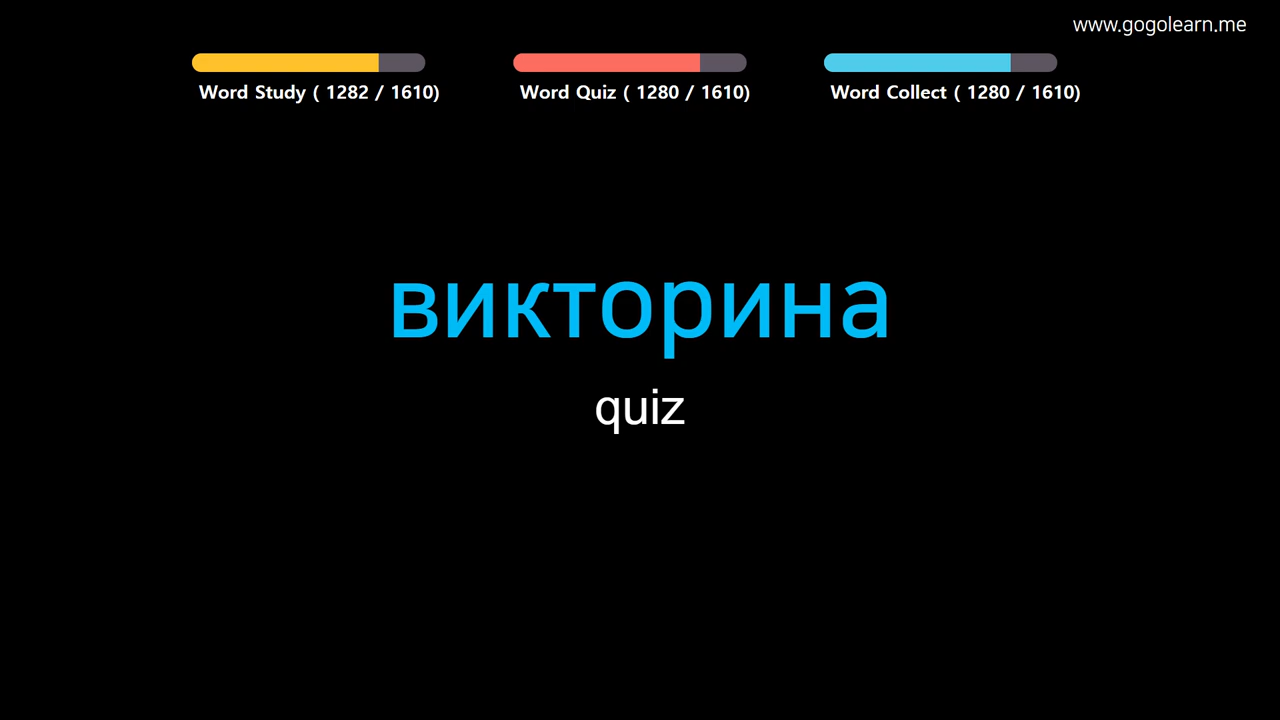 www.gogolearn.me
Word Study ( 1282 / 1610)
Word Quiz ( 1280 / 1610)
Word Collect ( 1280 / 1610)
викторина
quiz